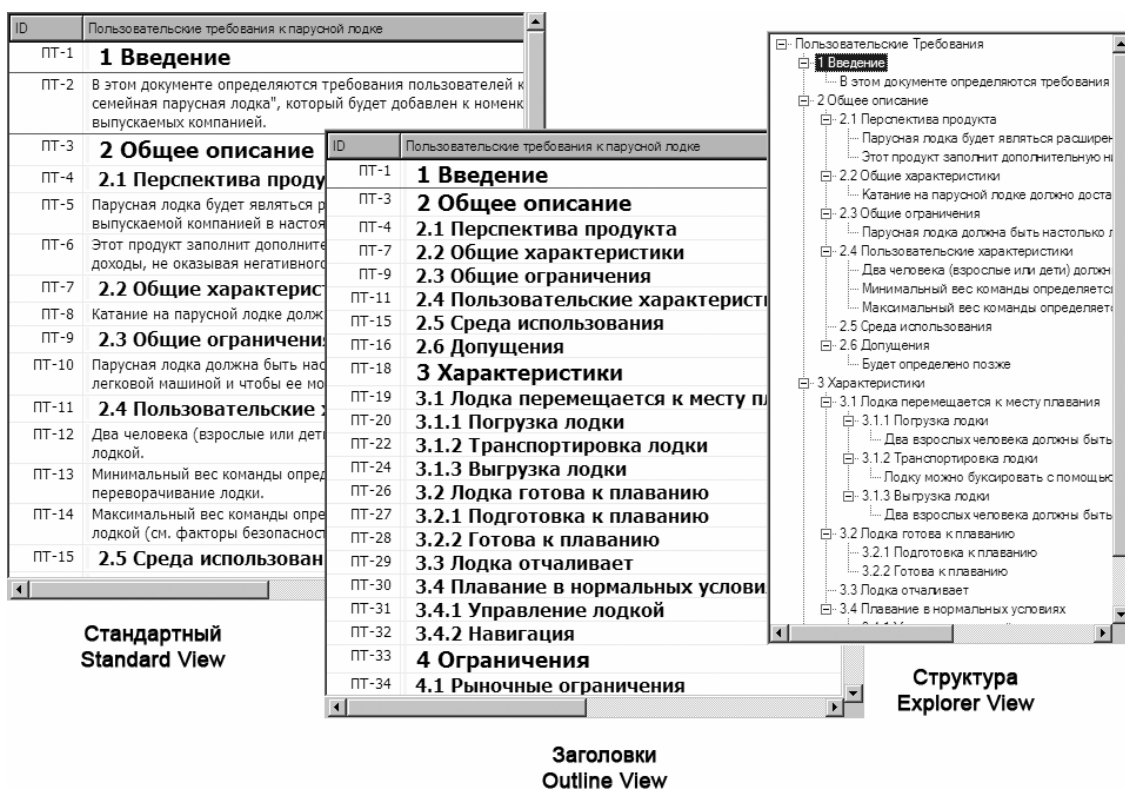 ID Пользовательские требования к парусной лодке
ПТ-1 1 Введение
ПТ-2 В этом документе определяются требования пользователей к
семейная парусная лодка", который будет добавлен к номенк
выпускаемых компанией.
ПТ-3 2 Общее описание
ПТ-4 2.1 Перспектива проду
ПТ-5 Парусная лодка будет являться р
выпускаемой компанией в настоя
ПТ-6 Этот продукт заполнит дополните
доходы, не оказывая негативного
ПТ-7 2.2 Общие характерист
ПТ-8 Катание на парусной лодке долж
ПТ-9 2.3 Общие ограничени
ПТ-10 Парусная лодка должна быть нас
легковой машиной и чтобы ее мо
ПТ-11 2.4 Пользовательские
ПТ-12 Два человека (взрослые или дет
лодкой.
ПТ-13 Минимальный вес команды опред
переворачивание лодки.
ПТ-14 Максимальный вес команды опре
лодкой (см. факторы безопасност
ПТ-15 2.5 Среда использован
Стандартный
Standard View
ID Пользовательские требования к парусной лодке
ПТ-1 1 Введение
ПТ-3 2 Общее описание
ПТ-4 2.1 Перспектива продукта
ПТ-7 2.2 Общие характеристики
ПТ-9 2.3 Общие ограничения
ПТ-11 2.4 Пользовательские характеристи
ПТ-15 2.5 Среда использования
ПТ-16 2.6 Допущения
ПТ-18 3 Характеристики
ПТ-19 3.1 Лодка перемещается к месту пл
ПТ-20 3.1.1 Погрузка лодки
ПТ-22 3.1.2 Транспортировка лодки
ПТ-24 3.1.3 Выгрузка лодки
ПТ-26 3.2 Лодка готова к плаванию
ПТ-27 3.2.1 Подготовка к плаванию
ПТ-28 3.2.2 Готова к плаванию
ПТ-29 3.3 Лодка отчаливает
ПТ-30 3.4 Плавание в нормальных услови
ПТ-31 3.4.1 Управление лодкой
ПТ-32 3.4.2 Навигация
ПТ-33 4 Ограничения
ПТ-34 4.1 Рыночные ограничения
Заголовки
Outline View
Пользовательские Требования
1 Введение
В этом документе определяются требования
2 Общее описание
2.1 Перспектива продукта
Парусная лодка будет являться расширен
Этот продукт заполнит дополнительную н
2.2 Общие характеристики
Катание на парусной лодке должно доста
2.3 Общие ограничения
Парусная лодка должна быть настолько л
2.4 Пользовательские характеристики
Два человека (взрослые или дети) должн
Минимальный вес команды определяетс
Максимальный вес команды определяет
2.5 Среда использования
2.6 Допущения
Будет определено позже
3 Характеристики
3.1 Лодка перемещается к месту плавания
3.1.1 Погрузка лодки
Два взрослых человека должны быть
3.1.2 Транспортировка лодки
Лодку можно буксировать с помощью
3.1.3 Выгрузка лодки
Два взрослых человека должны быть
3.2 Лодка готова к плаванию
3.2.1 Подготовка к плаванию
3.2.2 Готова к плаванию
3.3 Лодка отчаливает
3.4 Плавание в нормальных условиях
Структура
Explorer View